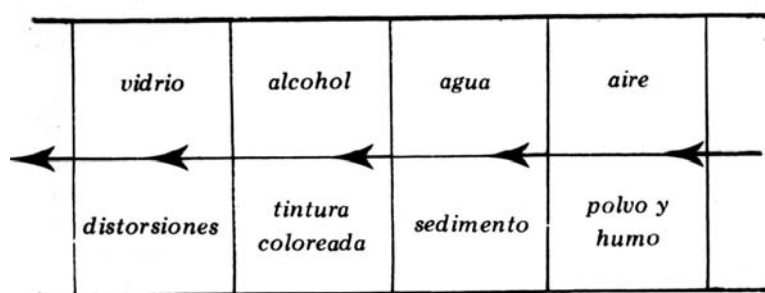 vidrio alcohol agua aire
distorsiones tintura coloreada sedimento polvo y humo